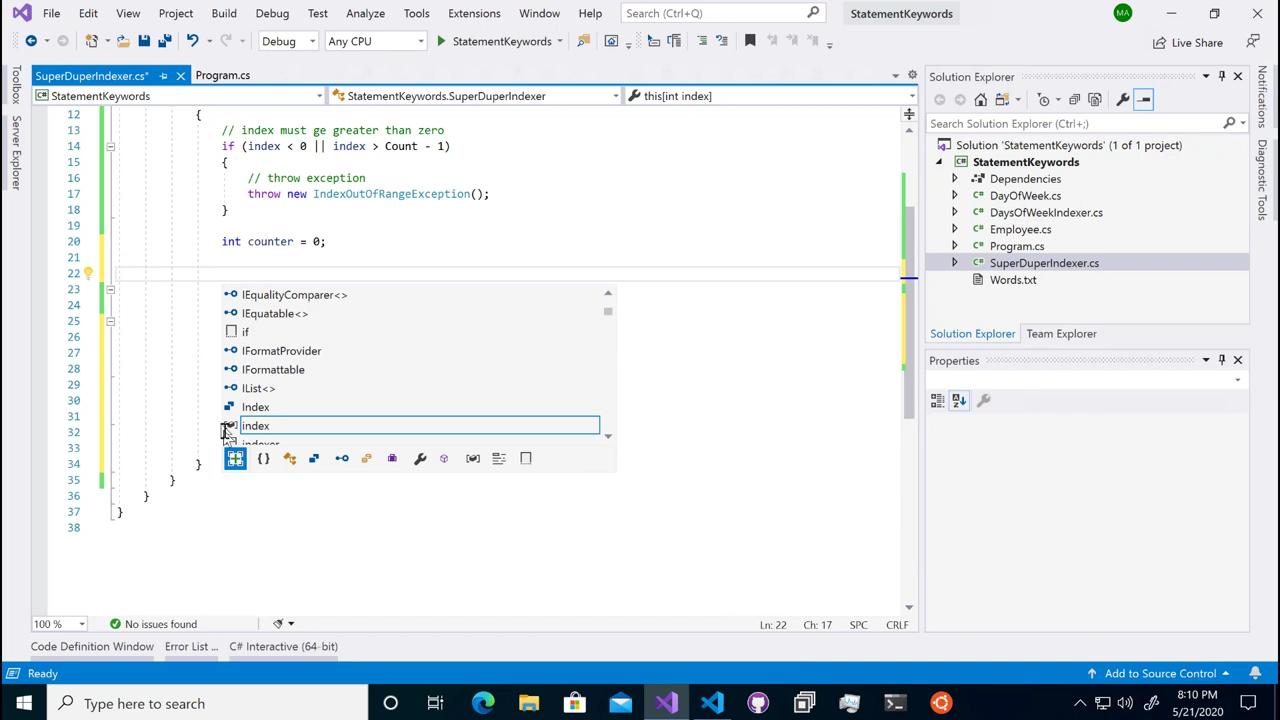 File Edit View Project Build Debug Test Analyze Tools Extensions Window Help Search (Ctrl+Q) StatementKeywords MA
Debug Any CPU StatementKeywords Live Share
Toolbox
Server Explorer
SuperDuperIndexer.cs* Program.cs
StatementKeywords StatementKeywords.SuperDuperIndexer this[int index]
12 {
13 // index must ge greater than zero
14 if (index < 0 || index > Count - 1)
15 {
16 // throw exception
17 throw new IndexOutOfRangeException();
18 }
19
20 int counter = 0;
21
22
23
24
25
26
27
28
29
30
31
32
33
34 }
35 }
36 }
37 }
38
IEqualityComparer<>
IEquatable<>
if
IFormatProvider
IFormattable
IList<>
Index
index
indexer
100 % No issues found Ln: 22 Ch: 17 SPC CRLF
Code Definition Window Error List ... C# Interactive (64-bit)
Solution Explorer
Search Solution Explorer (Ctrl+;)
Solution 'StatementKeywords' (1 of 1 project)
StatementKeywords
Dependencies
C# DayOfWeek.cs
C# DaysOfWeekIndexer.cs
C# Employee.cs
C# Program.cs
C# SuperDuperIndexer.cs
Words.txt
Solution Explorer Team Explorer
Properties
Notifications
Diagnostic Tools
Ready Add to Source Control
Type here to search
8:10 PM
5/21/2020